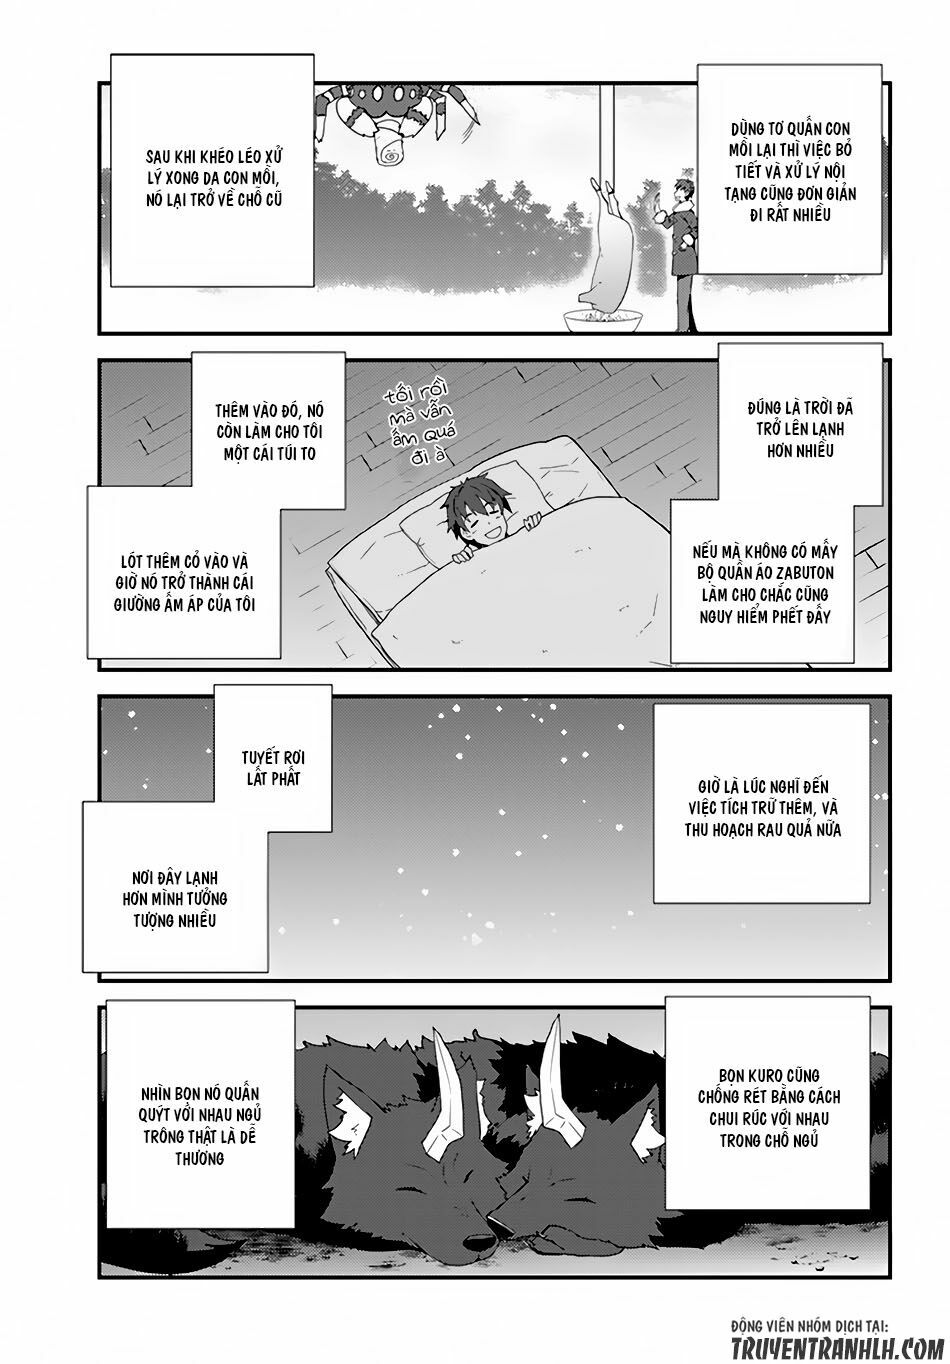 DÙNG TƠ QUẤN CON
MỒI LẠI THÌ VIỆC BỎ
TIẾT VÀ XỬ LÝ NỘI
TẠNG CŨNG ĐƠN GIẢN
ĐI RẤT NHIỀU
SAU KHI KHÉO LÉO XỬ
LÝ XONG DA CON MỒI,
NÓ LẠI TRỞ VỀ CHỖ CŨ
ĐÚNG LÀ TRỜI ĐÃ
TRỞ LÊN LẠNH
HƠN NHIỀU
NẾU MÀ KHÔNG CÓ MẤY
BỘ QUẦN ÁO ZABUTON
LÀM CHO CHẮC CŨNG
NGUY HIỂM PHẾT ĐẤY
tối rồi
mà vẫn
ấm quá
đi à
THÊM VÀO ĐÓ, NÓ
CÒN LÀM CHO TÔI
MỘT CÁI TÚI TO
LÓT THÊM CỎ VÀO VÀ
GIỜ NÓ TRỞ THÀNH CÁI
GIƯỜNG ẤM ÁP CỦA TÔI
GIỜ LÀ LÚC NGHĨ ĐẾN
VIỆC TÍCH TRỮ THÊM, VÀ
THU HOẠCH RAU QUẢ NỮA
TUYẾT RƠI
LẤT PHẤT
NƠI ĐÂY LẠNH
HƠN MÌNH TƯỞNG
TƯỢNG NHIỀU
BỌN KURO CŨNG
CHỐNG RÉT BẰNG CÁCH
CHUI RÚC VỚI NHAU
TRONG CHỖ NGỦ
NHÌN BỌN NÓ QUẤN
QUÝT VỚI NHAU NGỦ
TRÔNG THẬT LÀ DỄ
THƯƠNG
ĐỘNG VIÊN NHÓM DỊCH TẠI:
TRUYENTRANHLH.COM